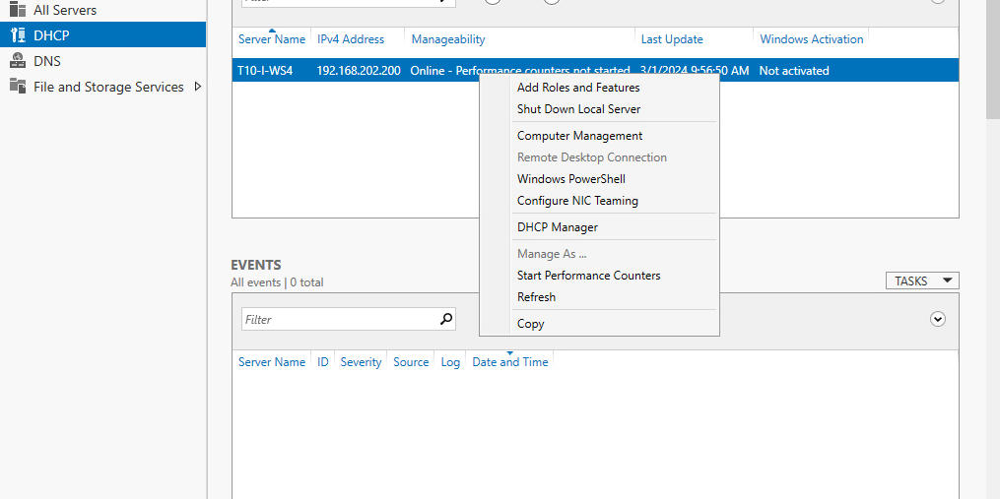 Filter
All Servers
DHCP
DNS
File and Storage Services
Server Name IPv4 Address Manageability Last Update Windows Activation
T10-I-WS4 192.168.202.200 Online - Performance counters not started 3/1/2024 9:56:50 AM Not activated
Add Roles and Features
Shut Down Local Server
Computer Management
Remote Desktop Connection
Windows PowerShell
Configure NIC Teaming
DHCP Manager
Manage As ...
Start Performance Counters
Refresh
Copy
EVENTS
All events | 0 total
TASKS
Filter
Server Name ID Severity Source Log Date and Time